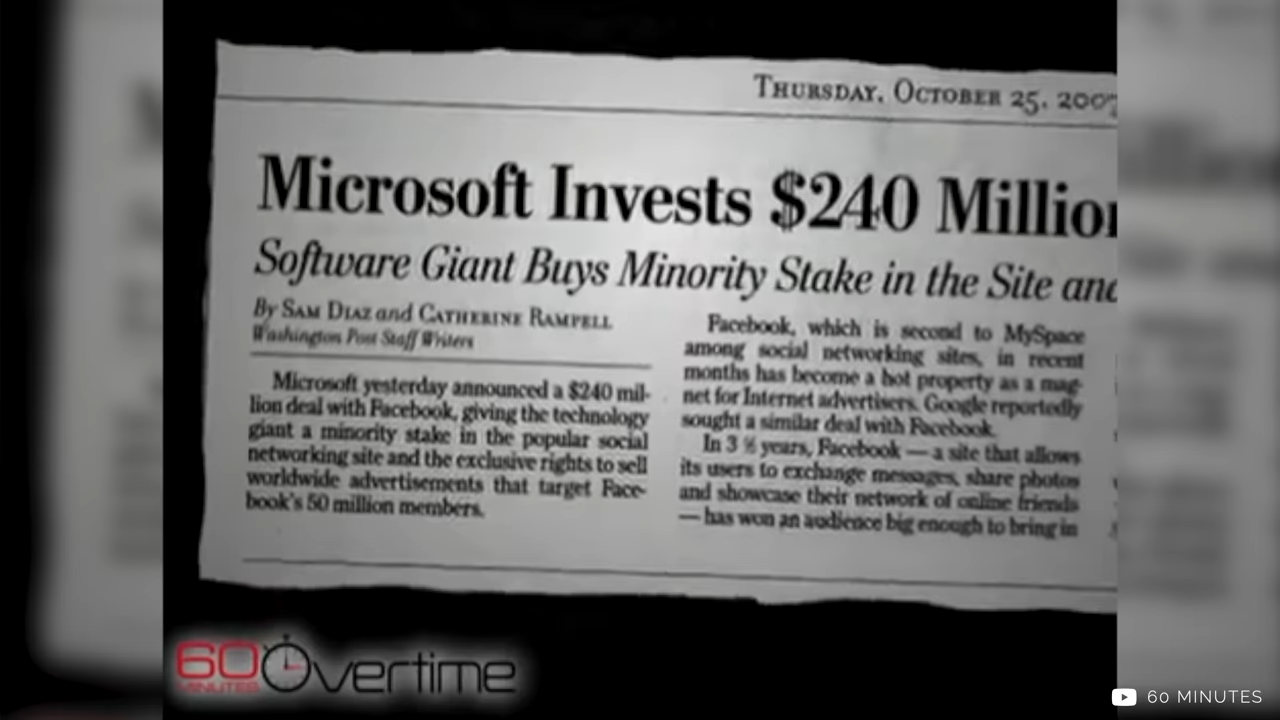 THURSDAY, OCTOBER 25, 2007
Microsoft Invests $240 Million
Software Giant Buys Minority Stake in the Site and
By SAM DIAZ and CATHERINE RAMPELL
Washington Post Staff Writers
Microsoft yesterday announced a $240 mil-
lion deal with Facebook, giving the technology
giant a minority stake in the popular social
networking site and the exclusive rights to sell
worldwide advertisements that target Face-
book's 50 million members.
Facebook, which is second to MySpace
among social networking sites, in recent
months has become a hot property as a mag-
net for Internet advertisers. Google reportedly
sought a similar deal with Facebook.
In 3 ½ years, Facebook — a site that allows
its users to exchange messages, share photos
and showcase their network of online friends
— has won an audience big enough to bring in
60 MINUTES Overtime
60 MINUTES